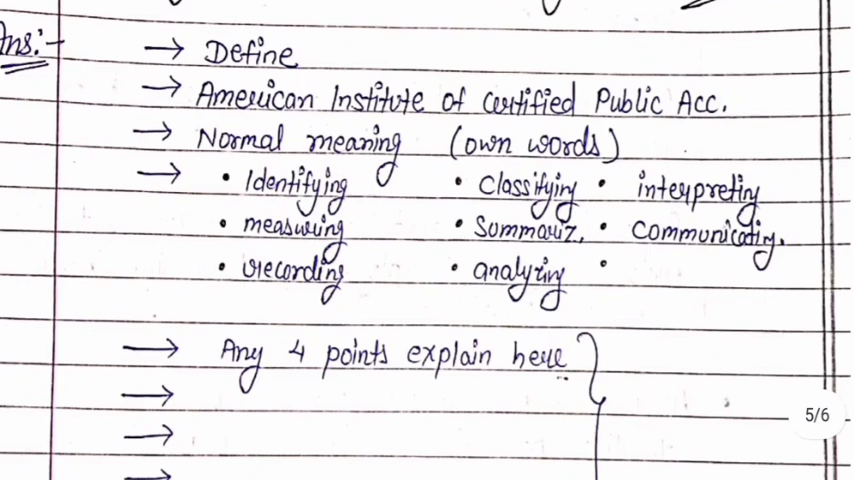 Ans:-
→ Define
→ American Institute of Certified Public Acc.
→ Normal meaning (own words)
→ • Identifying • Classifying • interpreting
• measuring • Summariz. • Communicating.
• recording • analyzing •
→ Any 4 points explain here
→
→
→
5/6